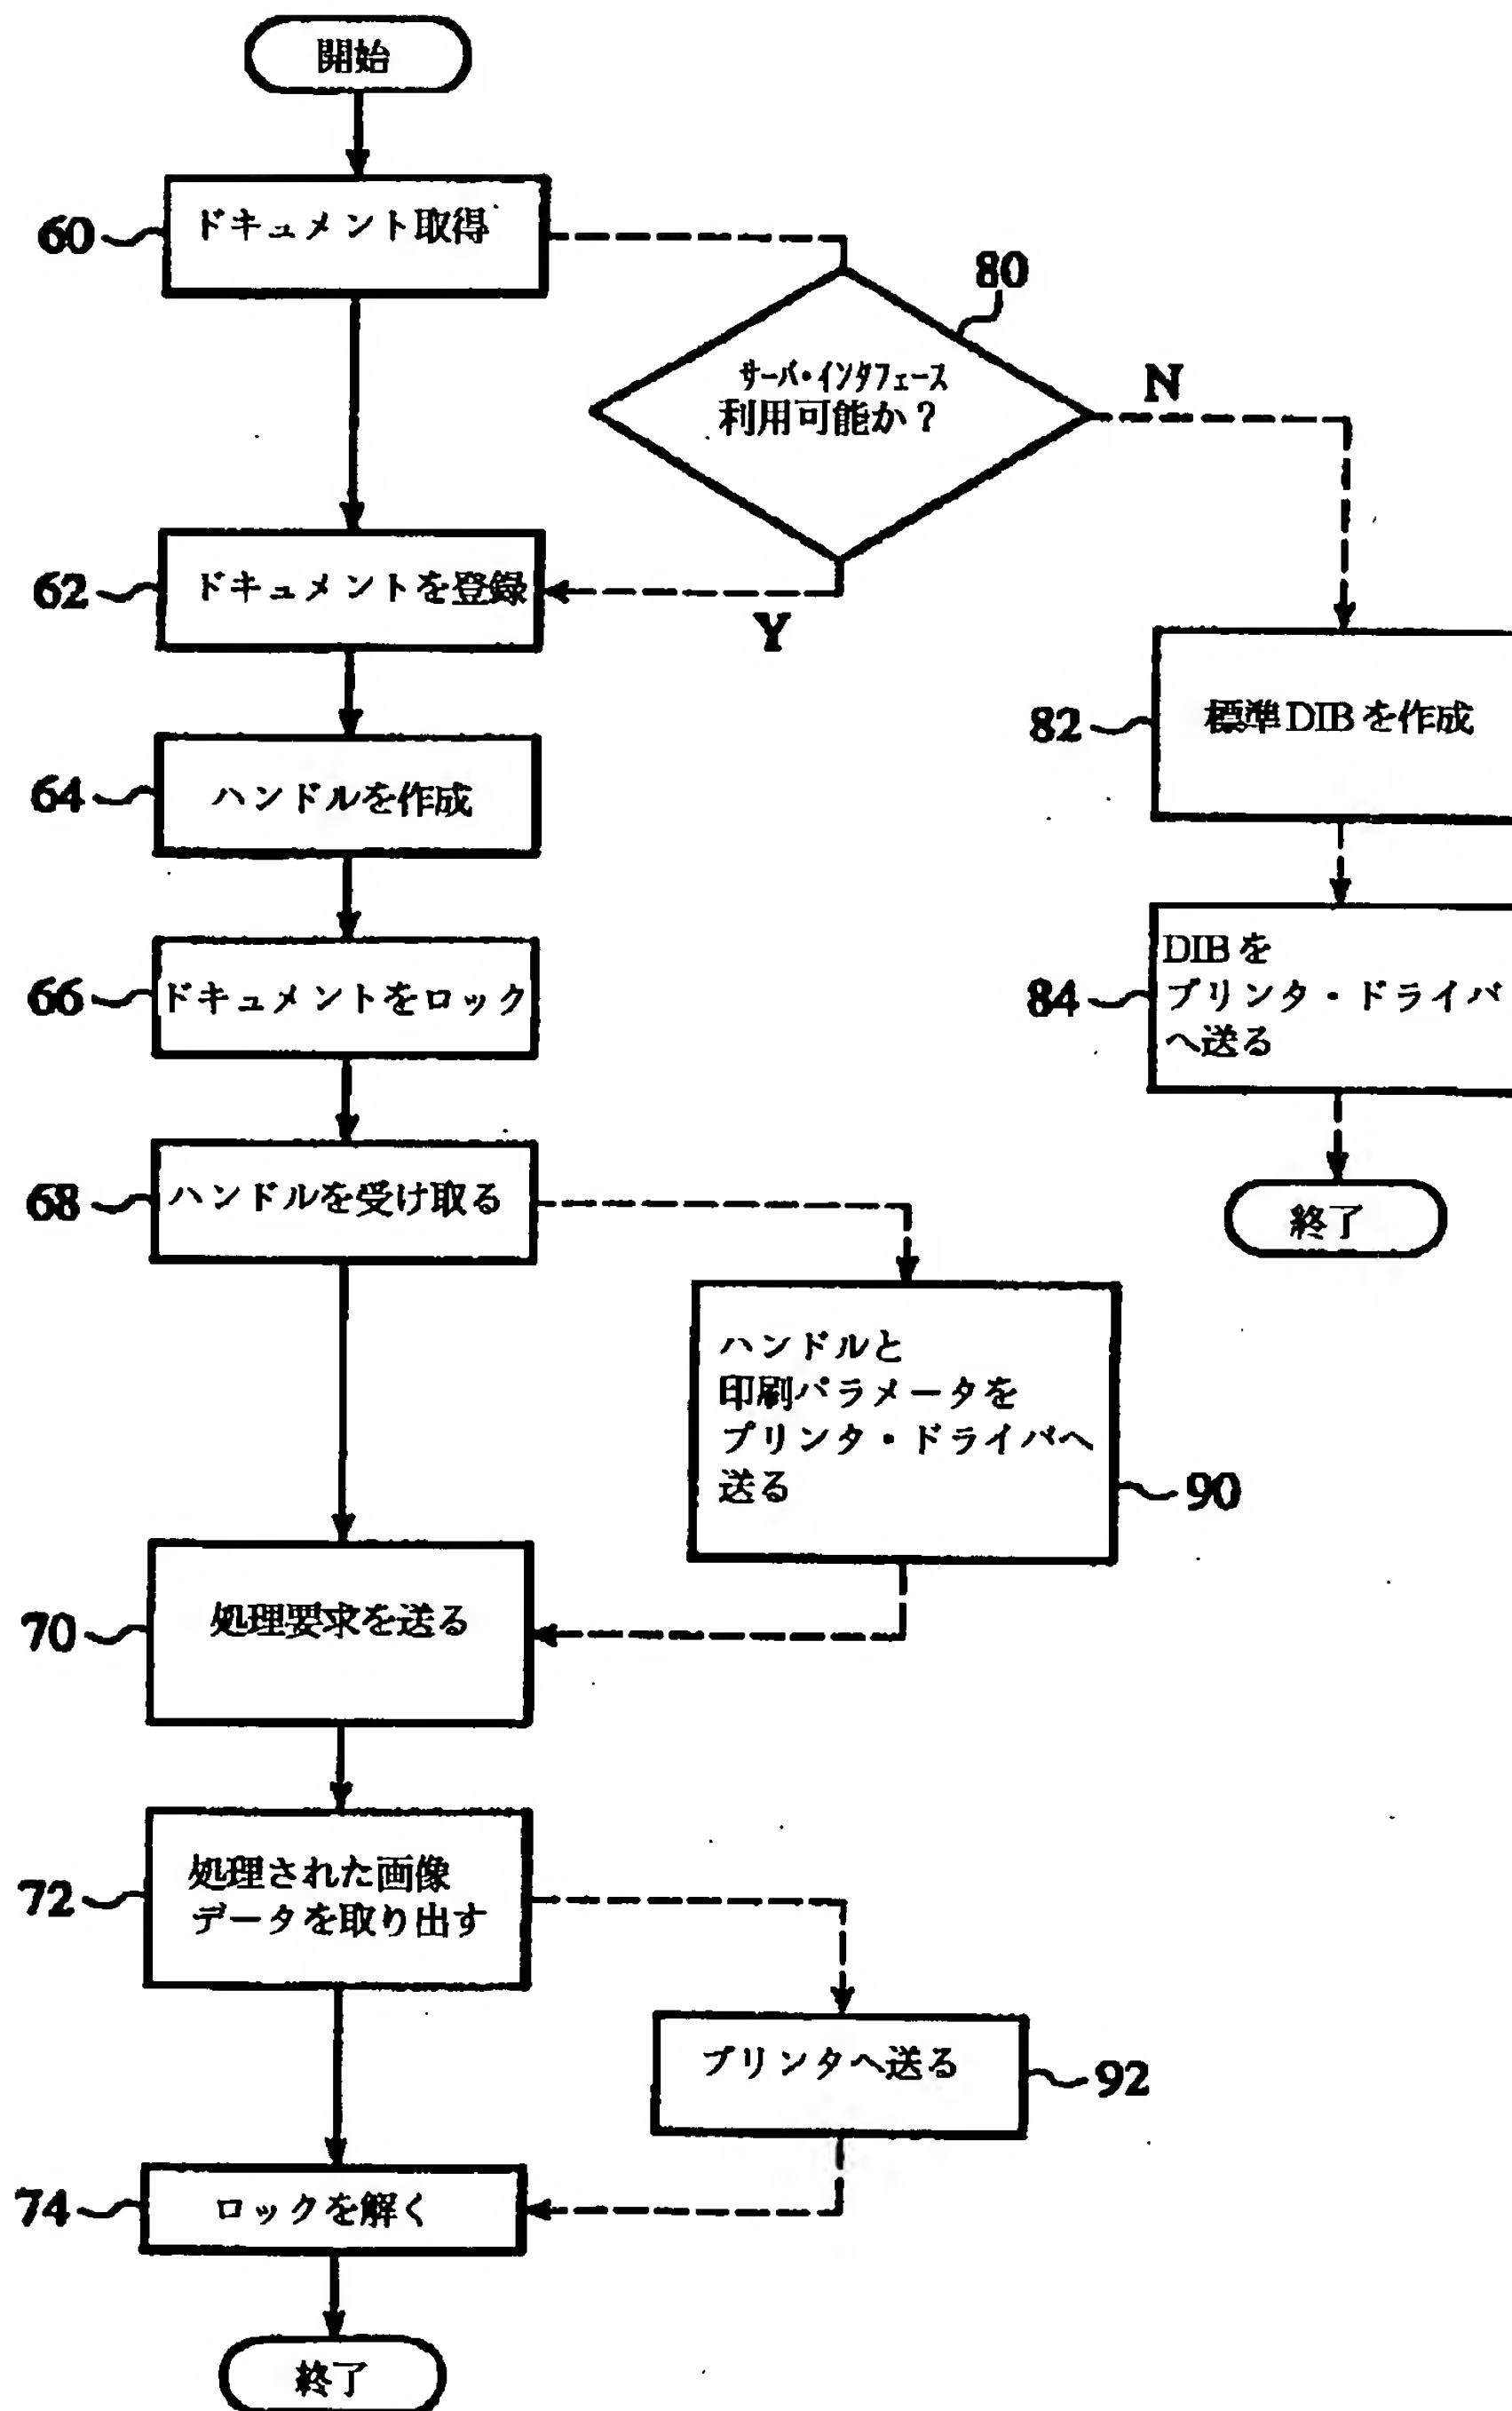 開始
60
ドキュメント取得
80
サーバ・インタフェース
利用可能か？
N
62
ドキュメントを登録
Y
64
ハンドルを作成
82
標準DIBを作成
66
ドキュメントをロック
84
DIBを
プリンタ・ドライバ
へ送る
68
ハンドルを受け取る
終了
ハンドルと
印刷パラメータを
プリンタ・ドライバへ
送る
90
70
処理要求を送る
72
処理された画像
データを取り出す
プリンタへ送る
92
74
ロックを解く
終了